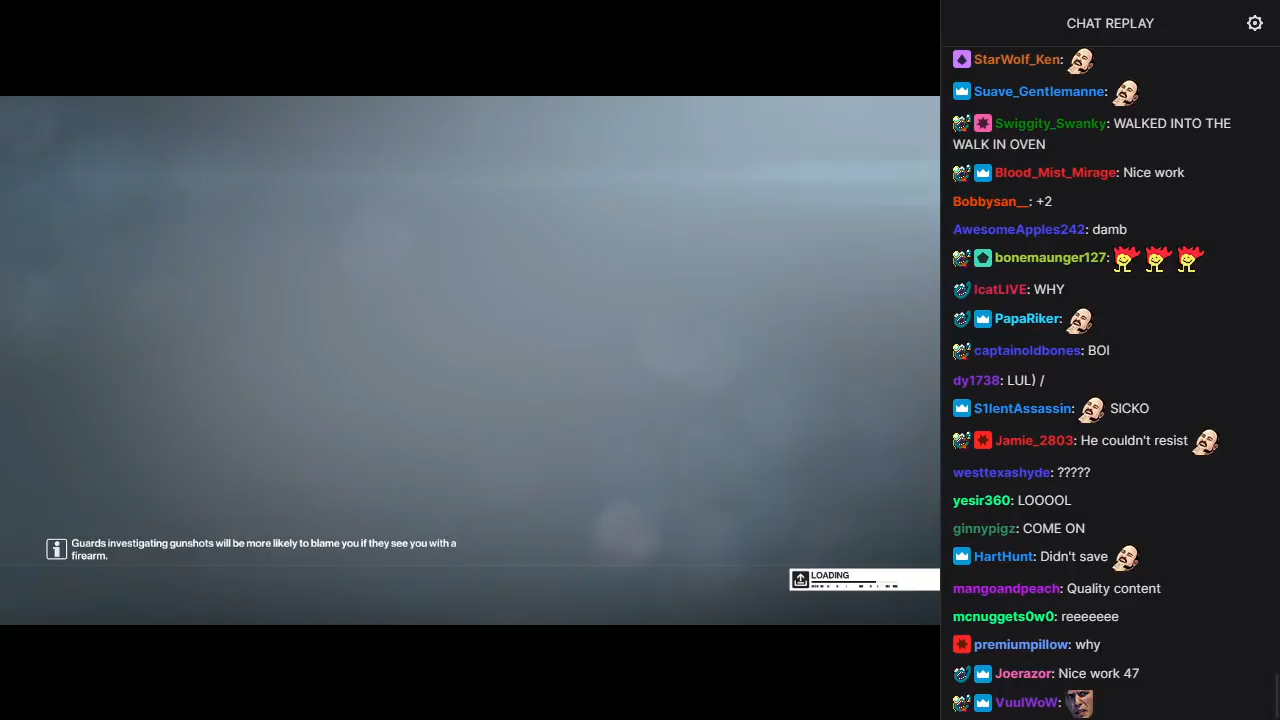 CHAT REPLAY
StarWolf_Ken:
Suave_Gentlemanne:
Swiggity_Swanky: WALKED INTO THE
WALK IN OVEN
Blood_Mist_Mirage: Nice work
Bobbysan__: +2
AwesomeApples242: damb
bonemaunger127:
IcatLIVE: WHY
PapaRiker:
captainoldbones: BOI
dy1738: LUL) /
S1lentAssassin: SICKO
Jamie_2803: He couldn't resist
westtexashyde: ?????
yesir360: LOOOOL
ginnypigz: COME ON
HartHunt: Didn't save
mangoandpeach: Quality content
mcnuggets0w0: reeeeeee
premiumpillow: why
Joerazor: Nice work 47
VuulWoW:
Guards investigating gunshots will be more likely to blame you if they see you with a
firearm.
LOADING